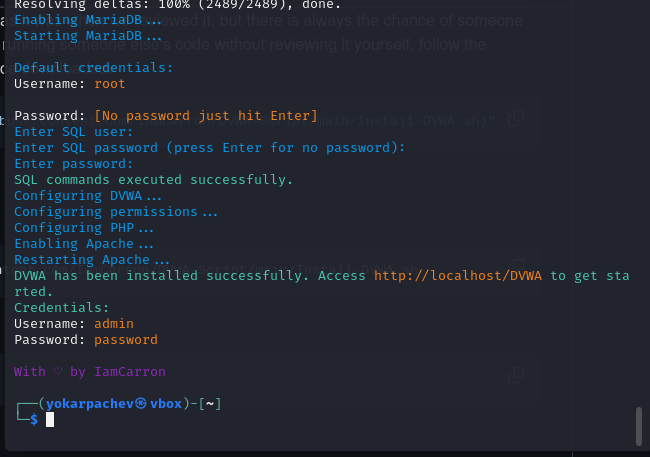 Resolving deltas: 100% (2489/2489), done.
Enabling MariaDB...
Starting MariaDB...
Default credentials:
Username: root
Password: [No password just hit Enter]
Enter SQL user:
Enter SQL password (press Enter for no password):
Enter password:
SQL commands executed successfully.
Configuring DVWA...
Configuring permissions...
Configuring PHP...
Enabling Apache...
Restarting Apache...
DVWA has been installed successfully. Access http://localhost/DVWA to get sta
rted.
Credentials:
Username: admin
Password: password
With ♡ by IamCarron
┌──(yokarpachev㉿vbox)-[~]
└─$